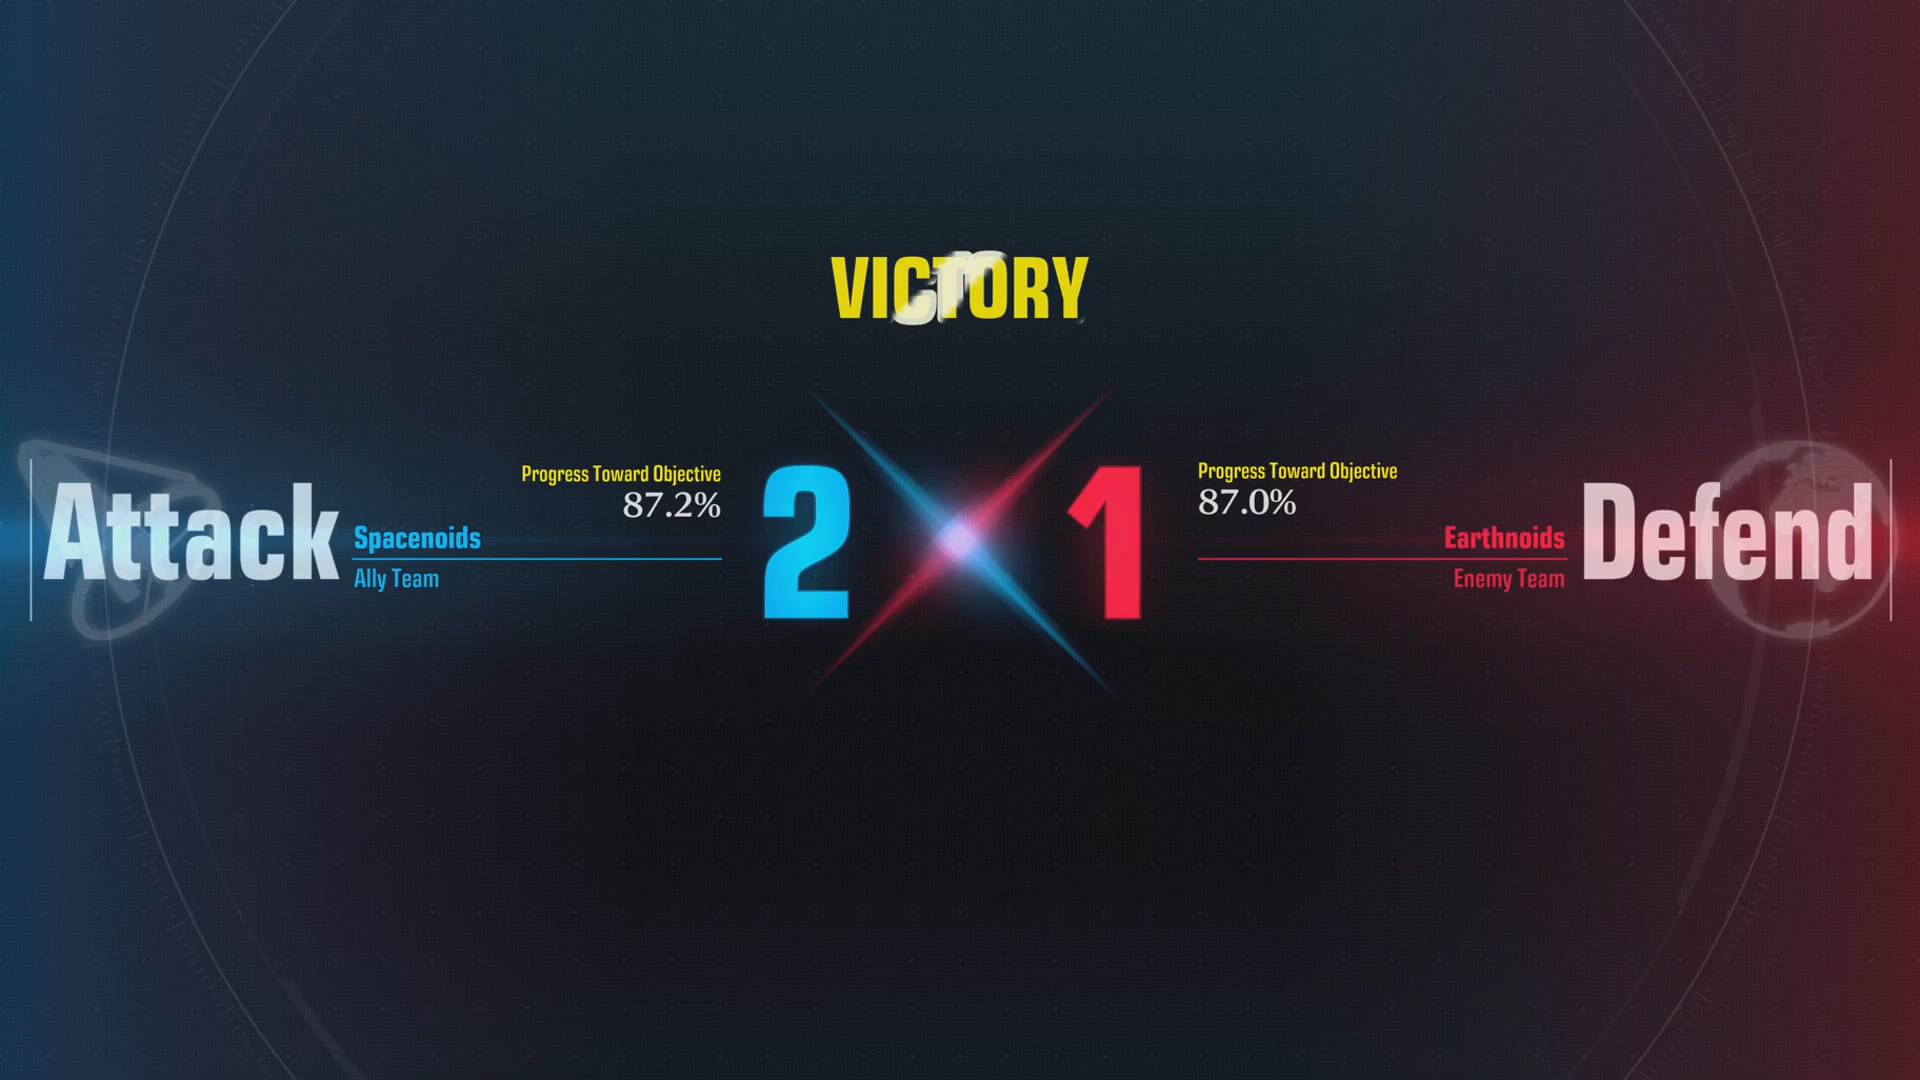 VICTORY
Progress Toward Objective
87.2%
2
1
Progress Toward Objective
87.0%
Attack
Spacenoids
Ally Team
Earthnoids
Enemy Team
Defend